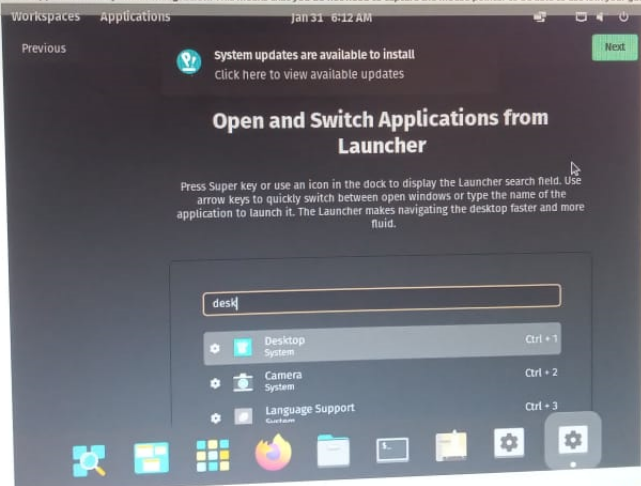 Workspaces Applications Jan 31 6:12 AM
Previous
System updates are available to install
Click here to view available updates
Next
Open and Switch Applications from
Launcher
Press Super key or use an icon in the dock to display the Launcher search field. Use
arrow keys to quickly switch between open windows or type the name of the
application to launch it. The Launcher makes navigating the desktop faster and more
fluid.
desk
Desktop Ctrl + 1
System
Camera Ctrl + 2
System
Language Support Ctrl + 3
System